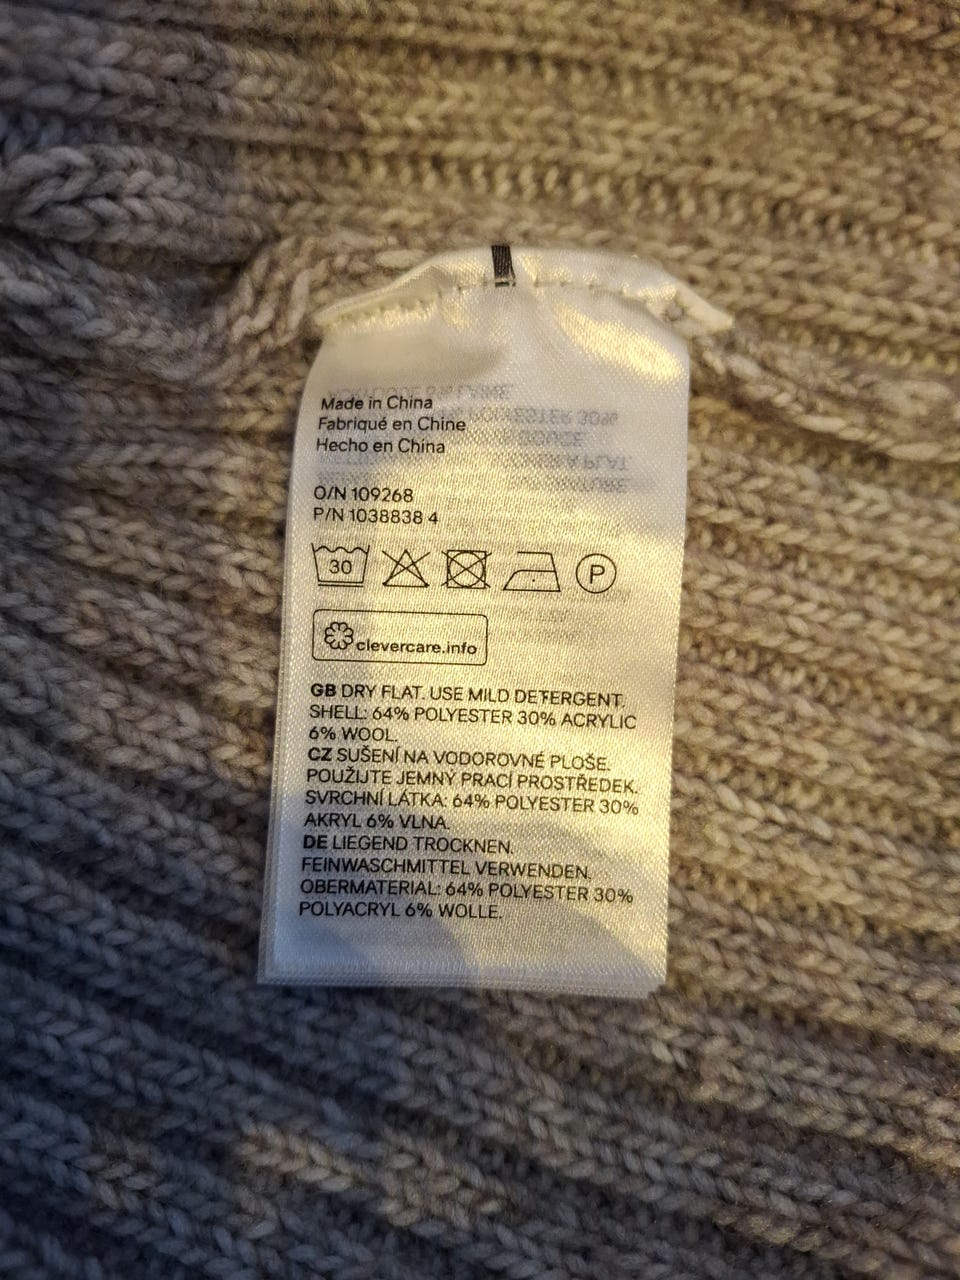 Made in China
Fabriqué en Chine
Hecho en China
O/N 109268
P/N 1038838 4
30
P
clevercare.info
GB DRY FLAT. USE MILD DETERGENT.
SHELL: 64% POLYESTER 30% ACRYLIC
6% WOOL.
CZ SUŠENÍ NA VODOROVNÉ PLOŠE.
POUŽIJTE JEMNÝ PRACÍ PROSTŘEDEK.
SVRCHNÍ LÁTKA: 64% POLYESTER 30%
AKRYL 6% VLNA.
DE LIEGEND TROCKNEN.
FEINWASCHMITTEL VERWENDEN.
OBERMATERIAL: 64% POLYESTER 30%
POLYACRYL 6% WOLLE.